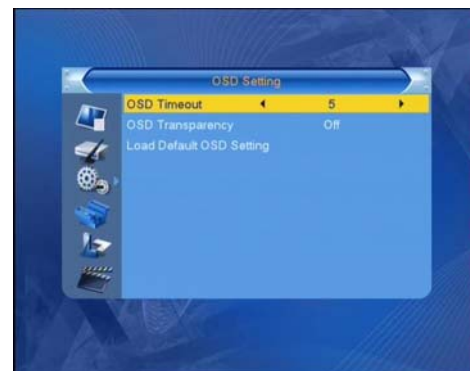 OSD Setting
OSD Timeout 5
OSD Transparency Off
Load Default OSD Setting